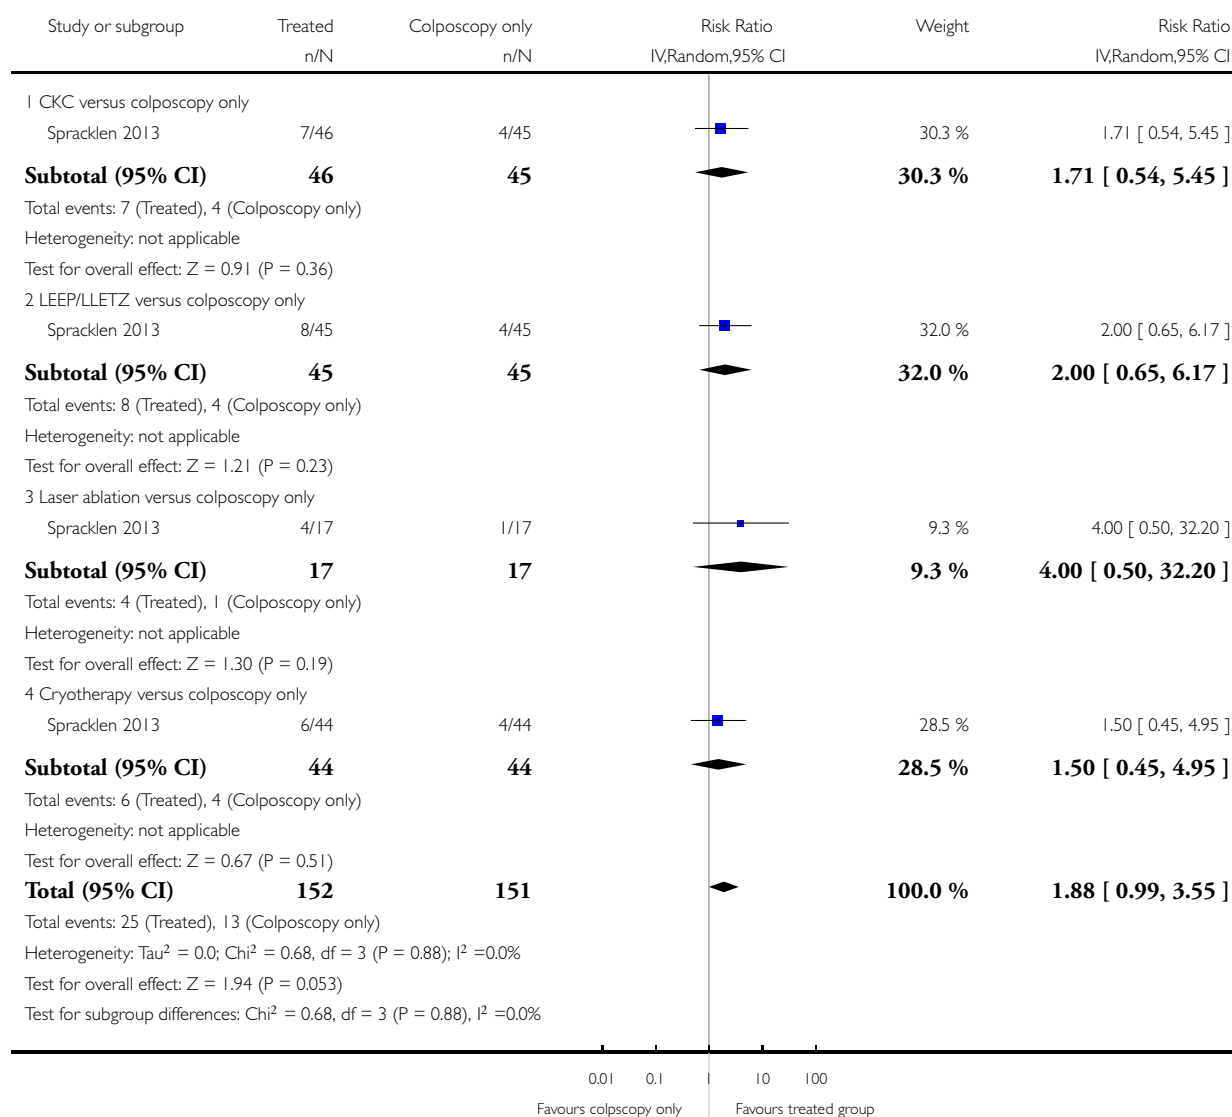 Study or subgroup Treated Colposcopy only Risk Ratio Weight Risk Ratio
n/N n/N IV,Random,95% CI IV,Random,95% CI
1 CKC versus colposcopy only
Spracklen 2013 7/46 4/45 30.3 % 1.71 [ 0.54, 5.45 ]
Subtotal (95% CI) 46 45 30.3 % 1.71 [ 0.54, 5.45 ]
Total events: 7 (Treated), 4 (Colposcopy only)
Heterogeneity: not applicable
Test for overall effect: Z = 0.91 (P = 0.36)
2 LEEP/LLETZ versus colposcopy only
Spracklen 2013 8/45 4/45 32.0 % 2.00 [ 0.65, 6.17 ]
Subtotal (95% CI) 45 45 32.0 % 2.00 [ 0.65, 6.17 ]
Total events: 8 (Treated), 4 (Colposcopy only)
Heterogeneity: not applicable
Test for overall effect: Z = 1.21 (P = 0.23)
3 Laser ablation versus colposcopy only
Spracklen 2013 4/17 1/17 9.3 % 4.00 [ 0.50, 32.20 ]
Subtotal (95% CI) 17 17 9.3 % 4.00 [ 0.50, 32.20 ]
Total events: 4 (Treated), 1 (Colposcopy only)
Heterogeneity: not applicable
Test for overall effect: Z = 1.30 (P = 0.19)
4 Cryotherapy versus colposcopy only
Spracklen 2013 6/44 4/44 28.5 % 1.50 [ 0.45, 4.95 ]
Subtotal (95% CI) 44 44 28.5 % 1.50 [ 0.45, 4.95 ]
Total events: 6 (Treated), 4 (Colposcopy only)
Heterogeneity: not applicable
Test for overall effect: Z = 0.67 (P = 0.51)
Total (95% CI) 152 151 100.0 % 1.88 [ 0.99, 3.55 ]
Total events: 25 (Treated), 13 (Colposcopy only)
Heterogeneity: Tau² = 0.0; Chi² = 0.68, df = 3 (P = 0.88); I² =0.0%
Test for overall effect: Z = 1.94 (P = 0.053)
Test for subgroup differences: Chi² = 0.68, df = 3 (P = 0.88), I² =0.0%
0.01 0.1 1 10 100
Favours colpscopy only Favours treated group